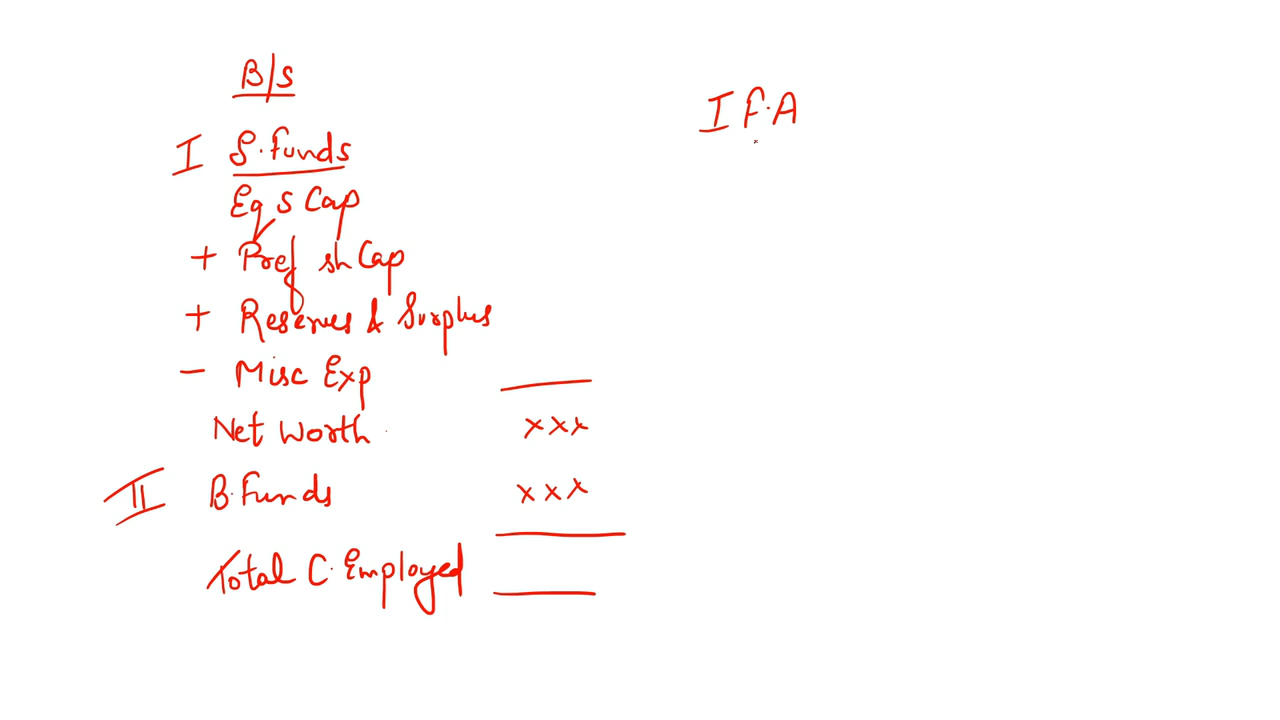 B/S
I S.Funds
Eq S Cap
+ Pref sh Cap
+ Reserves & Surplus
- Misc Exp
Net Worth xxx
II B.Funds xxx
Total C.Employed
I F.A